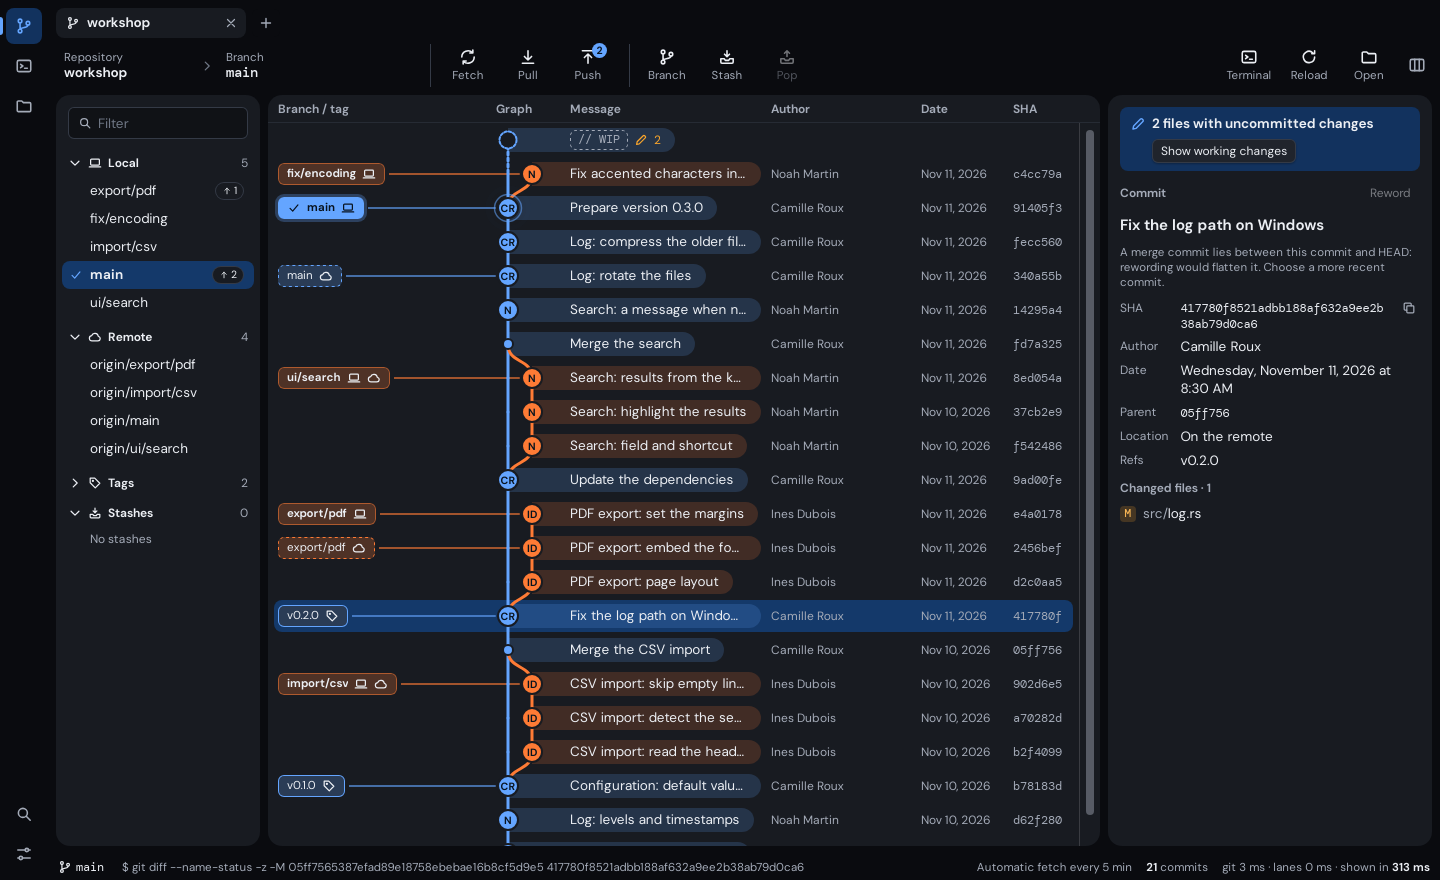 workshop
Repository
workshop
Branch
main
Fetch
Pull
2
Push
Branch
Stash
Pop
Terminal
Reload
Open
Filter
Local 5
export/pdf 1
fix/encoding
import/csv
main 2
ui/search
Remote 4
origin/export/pdf
origin/import/csv
origin/main
origin/ui/search
Tags 2
Stashes 0
No stashes
Branch / tag Graph Message Author Date SHA
// WIP 2
fix/encoding N Fix accented characters in... Noah Martin Nov 11, 2026 c4cc79a
main CR Prepare version 0.3.0 Camille Roux Nov 11, 2026 91405f3
CR Log: compress the older fil... Camille Roux Nov 11, 2026 fecc560
main CR Log: rotate the files Camille Roux Nov 11, 2026 340a55b
N Search: a message when n... Noah Martin Nov 11, 2026 14295a4
Merge the search Camille Roux Nov 11, 2026 fd7a325
ui/search N Search: results from the k... Noah Martin Nov 11, 2026 8ed054a
N Search: highlight the results Noah Martin Nov 10, 2026 37cb2e9
N Search: field and shortcut Noah Martin Nov 10, 2026 f542486
CR Update the dependencies Camille Roux Nov 11, 2026 9ad00fe
export/pdf ID PDF export: set the margins Ines Dubois Nov 11, 2026 e4a0178
export/pdf ID PDF export: embed the fo... Ines Dubois Nov 11, 2026 2456bef
ID PDF export: page layout Ines Dubois Nov 11, 2026 d2c0aa5
v0.2.0 CR Fix the log path on Windo... Camille Roux Nov 11, 2026 417780f
Merge the CSV import Camille Roux Nov 10, 2026 05ff756
import/csv ID CSV import: skip empty lin... Ines Dubois Nov 10, 2026 902d6e5
ID CSV import: detect the se... Ines Dubois Nov 10, 2026 a70282d
ID CSV import: read the head... Ines Dubois Nov 10, 2026 b2f4099
v0.1.0 CR Configuration: default valu... Camille Roux Nov 10, 2026 b78183d
N Log: levels and timestamps Noah Martin Nov 10, 2026 d62f280
2 files with uncommitted changes
Show working changes
Commit Reword
Fix the log path on Windows
A merge commit lies between this commit and HEAD:
rewording would flatten it. Choose a more recent
commit.
SHA 417780f8521adbb188af632a9ee2b
38ab79d0ca6
Author Camille Roux
Date Wednesday, November 11, 2026 at
8:30 AM
Parent 05ff756
Location On the remote
Refs v0.2.0
Changed files · 1
M src/log.rs
main $ git diff --name-status -z -M 05ff7565387efad89e18758ebebae16b8cf5d9e5 417780f8521adbb188af632a9ee2b38ab79d0ca6 Automatic fetch every 5 min 21 commits git 3 ms · lanes 0 ms · shown in 313 ms